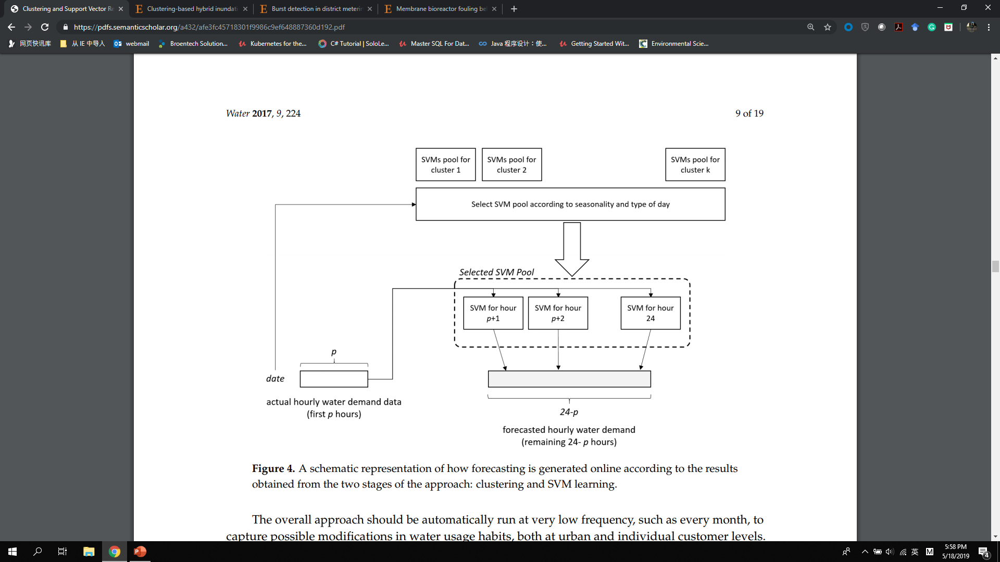 Clustering and Support Vector Re
Clustering-based hybrid inundati
Burst detection in district meterin
Membrane bioreactor fouling be
https://pdfs.semanticscholar.org/a432/afe3fc45718301f9986c9ef648887360d192.pdf
网页快讯库
从 IE 中导入
webmail
Broentech Solution...
Kubernetes for the...
C# Tutorial | SoloLe...
Master SQL For Dat...
Java 程序设计：使...
Getting Started Wit...
Environmental Scie...
Water 2017, 9, 224
9 of 19
SVMs pool for
cluster 1
SVMs pool for
cluster 2
SVMs pool for
cluster k
Select SVM pool according to seasonality and type of day
Selected SVM Pool
SVM for hour
p+1
SVM for hour
p+2
SVM for hour
24
p
date
actual hourly water demand data
(first p hours)
24-p
forecasted hourly water demand
(remaining 24- p hours)
Figure 4. A schematic representation of how forecasting is generated online according to the results
obtained from the two stages of the approach: clustering and SVM learning.
The overall approach should be automatically run at very low frequency, such as every month, to
capture possible modifications in water usage habits, both at urban and individual customer levels.
英
M
5:58 PM
5/18/2019
4